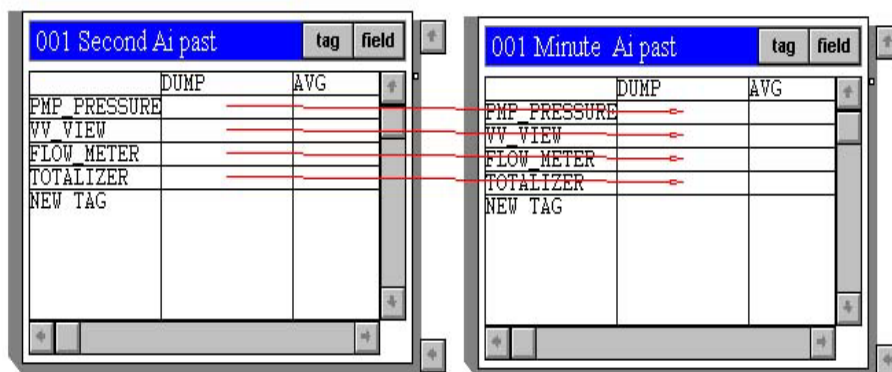 001 Second Ai past tag field
DUMP AVG
PMP_PRESSURE
VV_VIEW
FLOW_METER
TOTALIZER
NEW TAG
001 Minute Ai past tag field
DUMP AVG
PMP_PRESSURE
VV_VIEW
FLOW_METER
TOTALIZER
NEW TAG